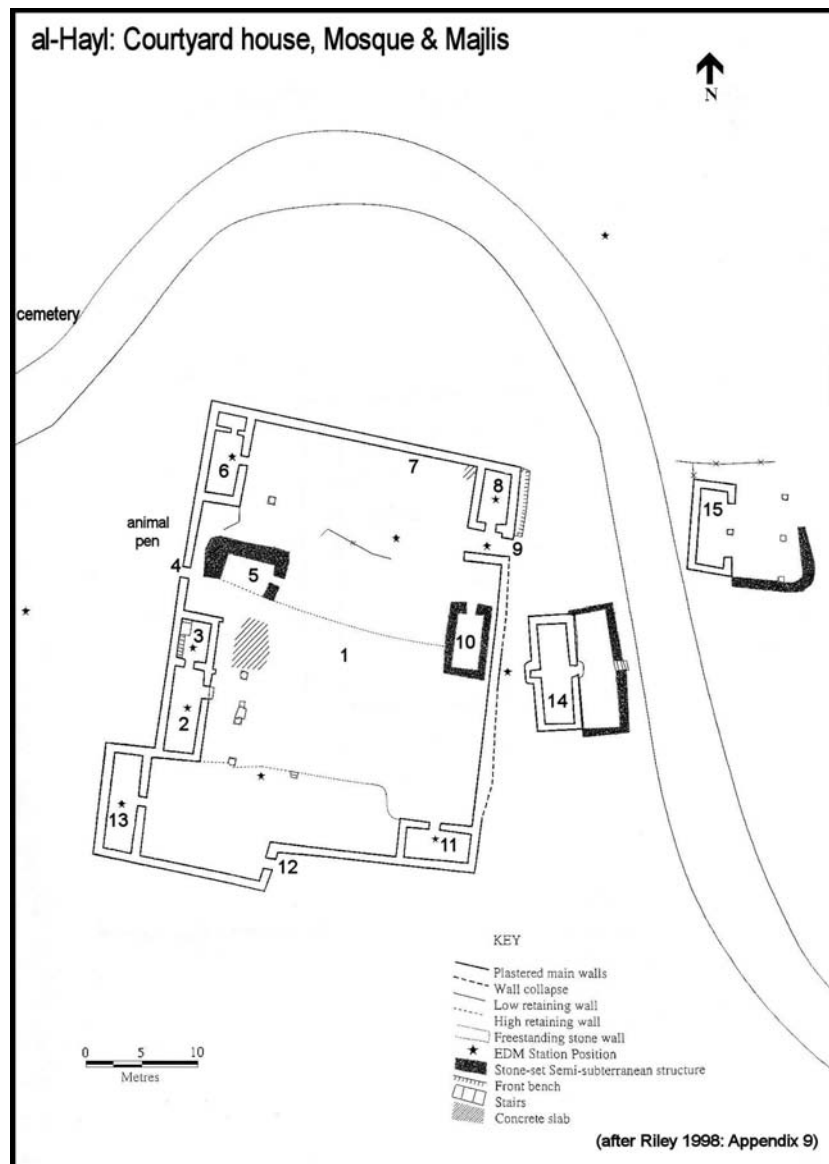 al-Hayl: Courtyard house, Mosque & Majlis
N
cemetery
6
7
8
9
15
animal
pen
4
5
3
1
10
2
14
13
12
11
KEY
Plastered main walls
Wall collapse
Low retaining wall
High retaining wall
Freestanding stone wall
EDM Station Position
Stone-set Semi-subterranean structure
Front bench
Stairs
Concrete slab
0 5 10
Metres
(after Riley 1998: Appendix 9)